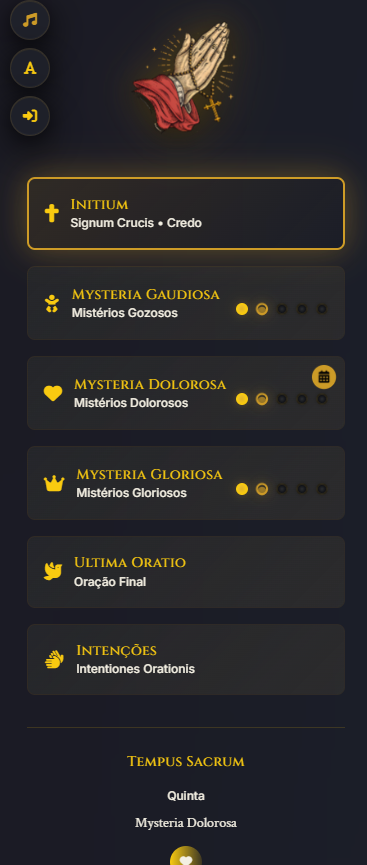 A
Initium
Signum Crucis • Credo
Mysteria Gaudiosa
Mistérios Gozosos
Mysteria Dolorosa
Mistérios Dolorosos
Mysteria Gloriosa
Mistérios Gloriosos
Ultima Oratio
Oração Final
Intenções
Intentiones Orationis
Tempus Sacrum
Quinta
Mysteria Dolorosa